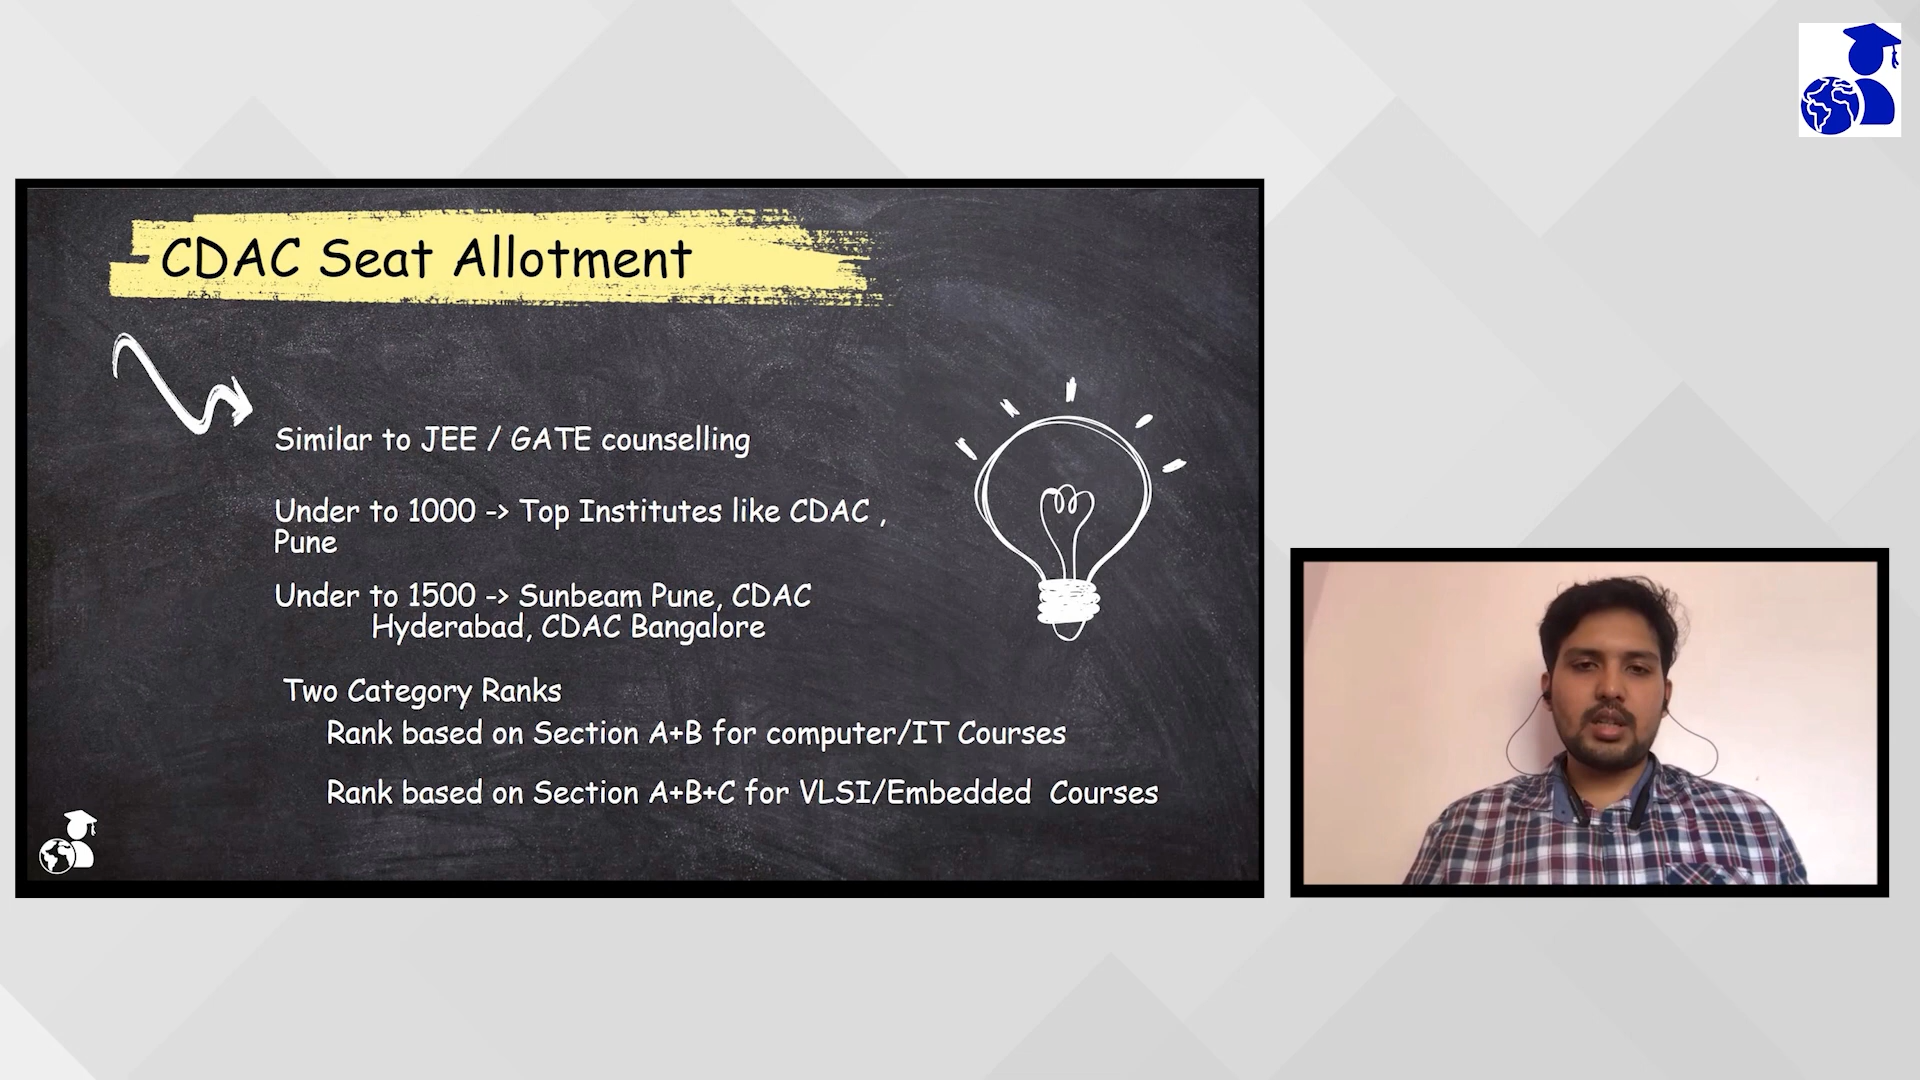 CDAC Seat Allotment
Similar to JEE / GATE counselling
Under to 1000 -> Top Institutes like CDAC ,
Pune
Under to 1500 -> Sunbeam Pune, CDAC
Hyderabad, CDAC Bangalore
Two Category Ranks
Rank based on Section A+B for computer/IT Courses
Rank based on Section A+B+C for VLSI/Embedded Courses